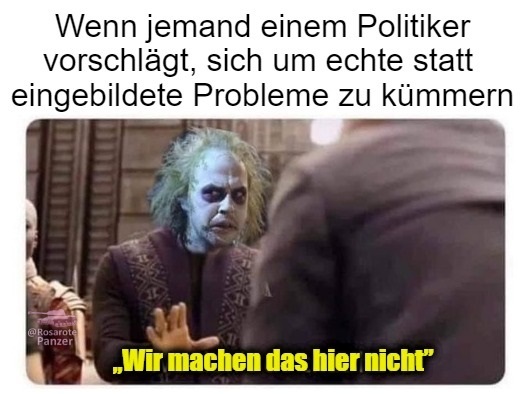 Wenn jemand einem Politiker
vorschlägt, sich um echte statt
eingebildete Probleme zu kümmern
@Rosarote
Panzer
„Wir machen das hier nicht”